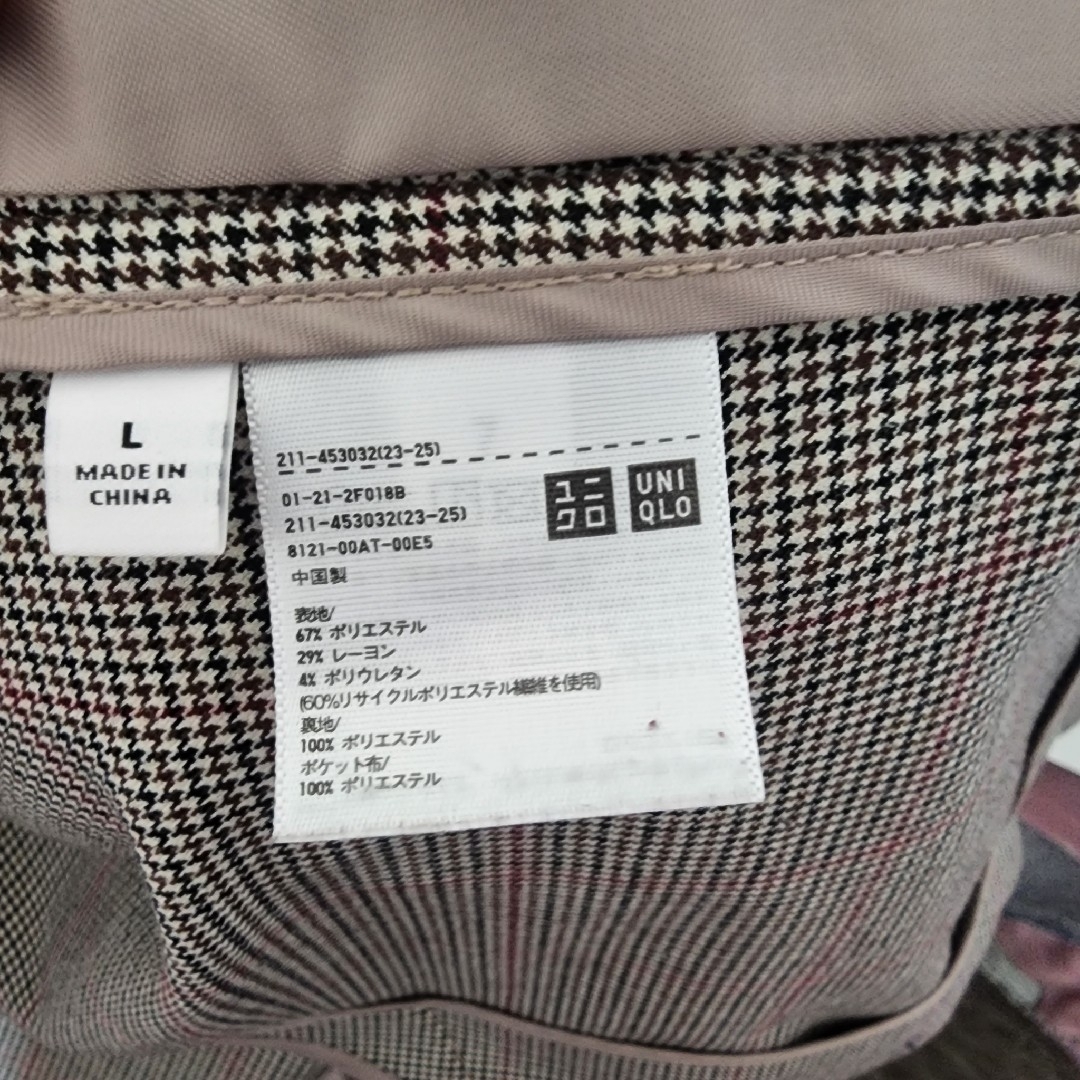 L
MADE IN
CHINA
211-453032(23-25)
01-21-2F018B
211-453032(23-25)
8121-00AT-00E5
中国製
ユニ
クロ
UNI
QLO
表地/
67% ポリエステル
29% レーヨン
4% ポリウレタン
(60%リサイクルポリエステル繊維を使用)
裏地/
100% ポリエステル
ポケット布/
100% ポリエステル